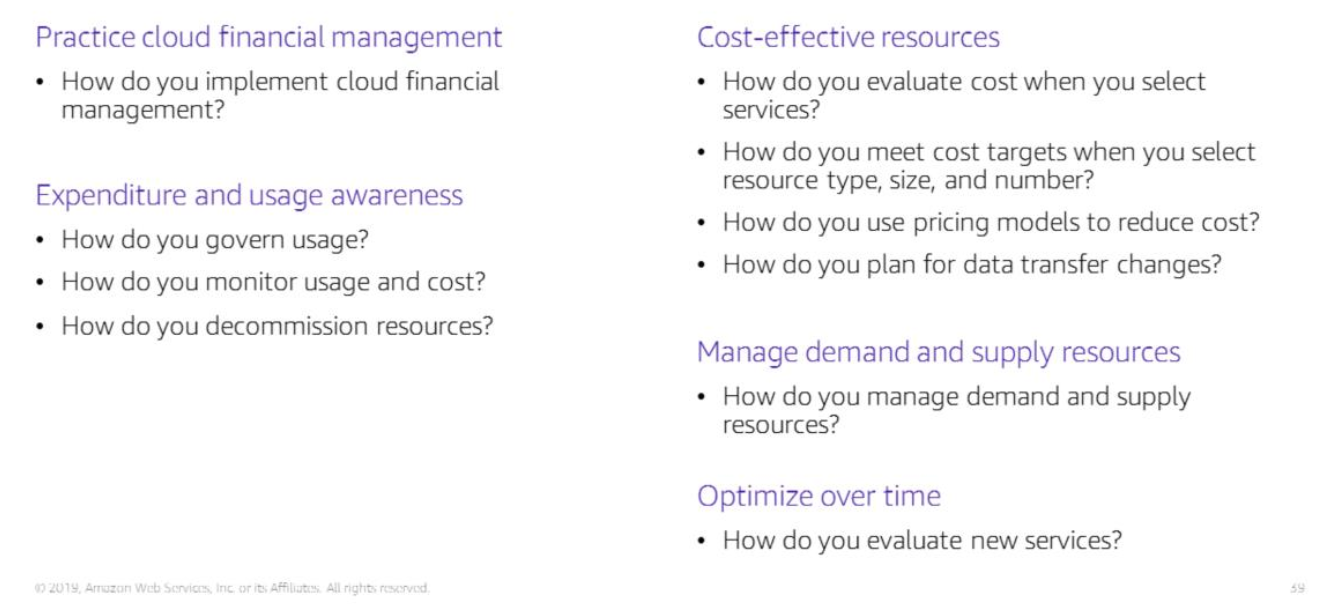 Practice cloud financial management
• How do you implement cloud financial
management?
Expenditure and usage awareness
• How do you govern usage?
• How do you monitor usage and cost?
• How do you decommission resources?
Cost-effective resources
• How do you evaluate cost when you select
services?
• How do you meet cost targets when you select
resource type, size, and number?
• How do you use pricing models to reduce cost?
• How do you plan for data transfer changes?
Manage demand and supply resources
• How do you manage demand and supply
resources?
Optimize over time
• How do you evaluate new services?
© 2019, Amazon Web Services, Inc. or its Affiliates. All rights reserved.
39